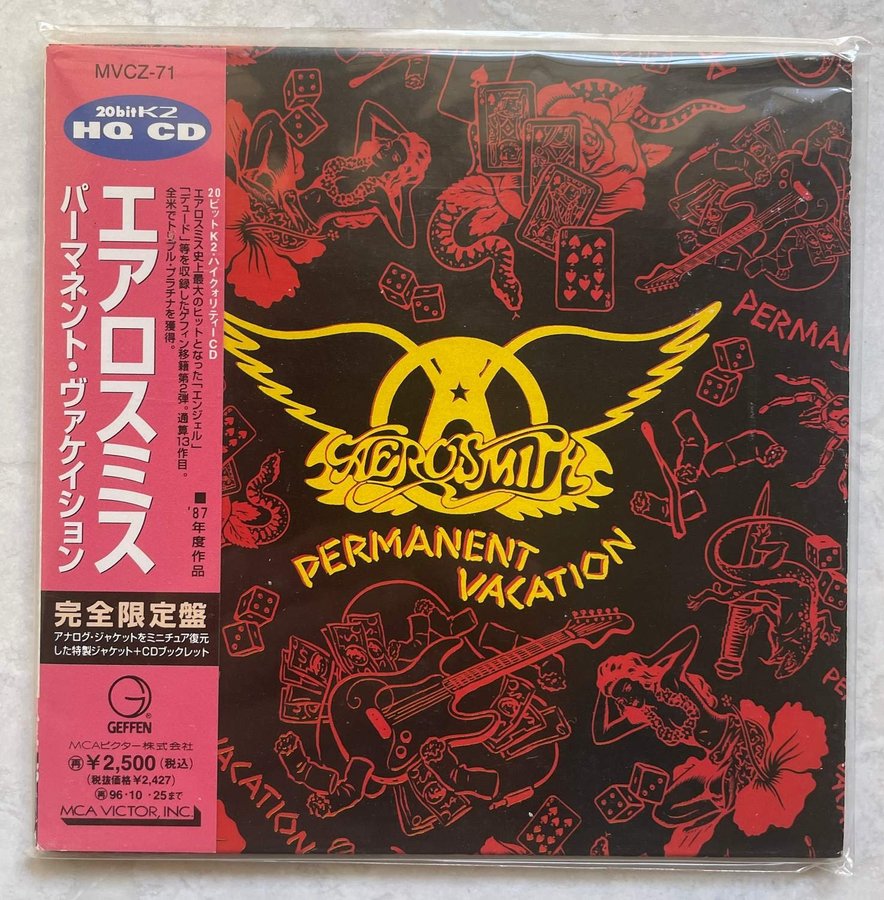 MVCZ-71
20bit K2
HQ CD
エアロスミス
パーマネント・ヴァケイション
20ビットK2・ハイクォリティーCD
エアロスミス史上最大のヒットとなった「エンジェル」
「デュード」等を収録したゲフィン移籍第2弾。通算13作目。
全米でトリプル・プラチナを獲得。
■'87年度作品
完全限定盤
アナログ・ジャケットをミニチュア復元
した特製ジャケット+CDブックレット
GEFFEN
®
MCAビクター株式会社
再¥2,500(税込)
(税抜価格¥2,427)
再96・10・25まで
MCA VICTOR, INC.
AEROSMITH
PERMANENT
VACATION
PERMAN
VACATION
PE